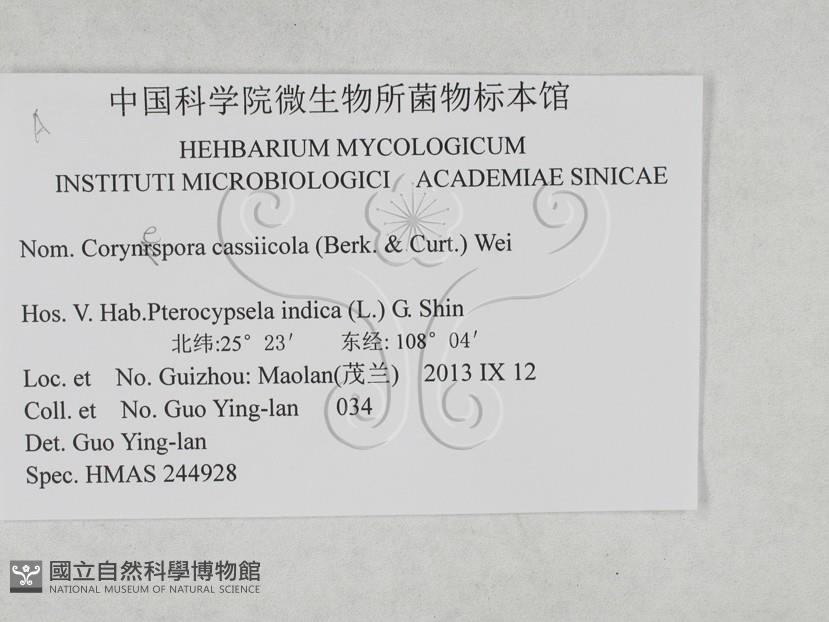 中国科学院微生物所菌物标本馆
A
HEHBARIUM MYCOLOGICUM
INSTITUTI MICROBIOLOGICI ACADEMIAE SINICAE
e
Nom. Corynrspora cassiicola (Berk. & Curt.) Wei
Hos. V. Hab.Pterocypsela indica (L.) G. Shin
北纬:25° 23′ 东经: 108° 04′
Loc. et No. Guizhou: Maolan(茂兰) 2013 IX 12
Coll. et No. Guo Ying-lan 034
Det. Guo Ying-lan
Spec. HMAS 244928
國立自然科學博物館
NATIONAL MUSEUM OF NATURAL SCIENCE